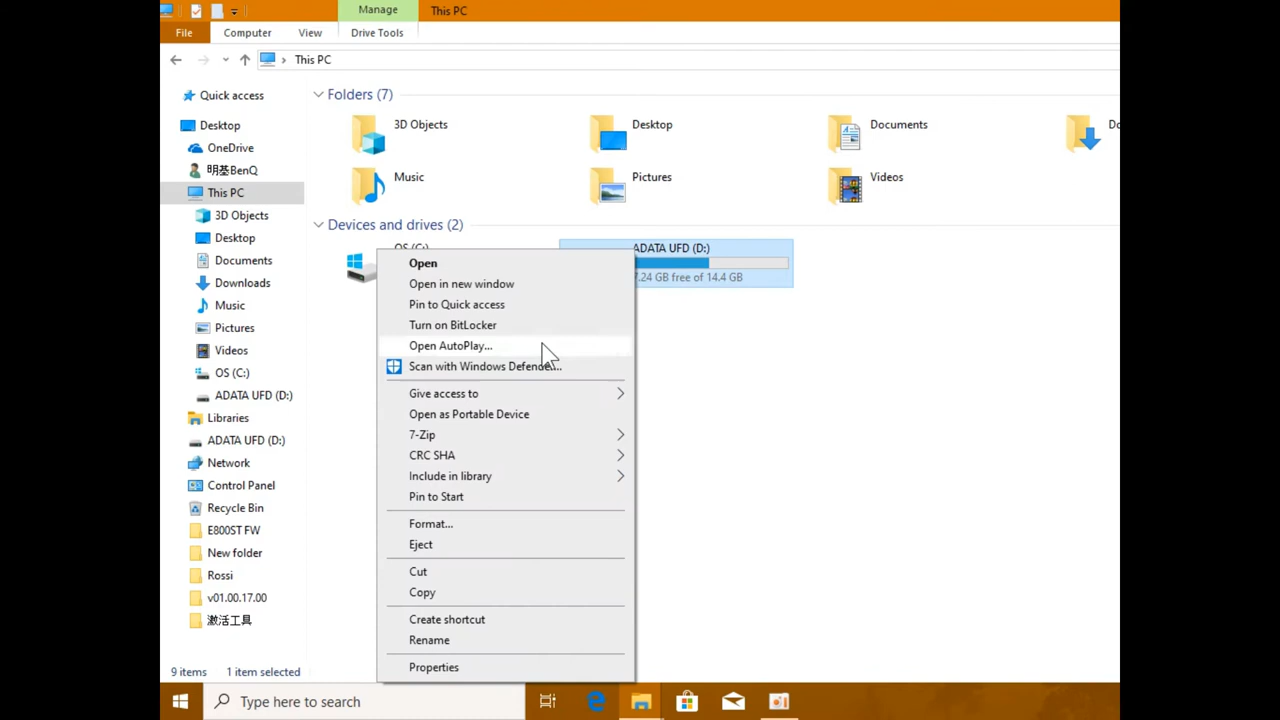 Manage
This PC
File
Computer
View
Drive Tools
This PC
Quick access
Desktop
OneDrive
明基BenQ
This PC
3D Objects
Desktop
Documents
Downloads
Music
Pictures
Videos
OS (C:)
ADATA UFD (D:)
Libraries
ADATA UFD (D:)
Network
Control Panel
Recycle Bin
E800ST FW
New folder
Rossi
v01.00.17.00
激活工具
Folders (7)
3D Objects
Desktop
Documents
Music
Pictures
Videos
Devices and drives (2)
OS (C:)
ADATA UFD (D:)
7.24 GB free of 14.4 GB
Open
Open in new window
Pin to Quick access
Turn on BitLocker
Open AutoPlay...
Scan with Windows Defender...
Give access to
Open as Portable Device
7-Zip
CRC SHA
Include in library
Pin to Start
Format...
Eject
Cut
Copy
Create shortcut
Rename
Properties
9 items
1 item selected
Type here to search